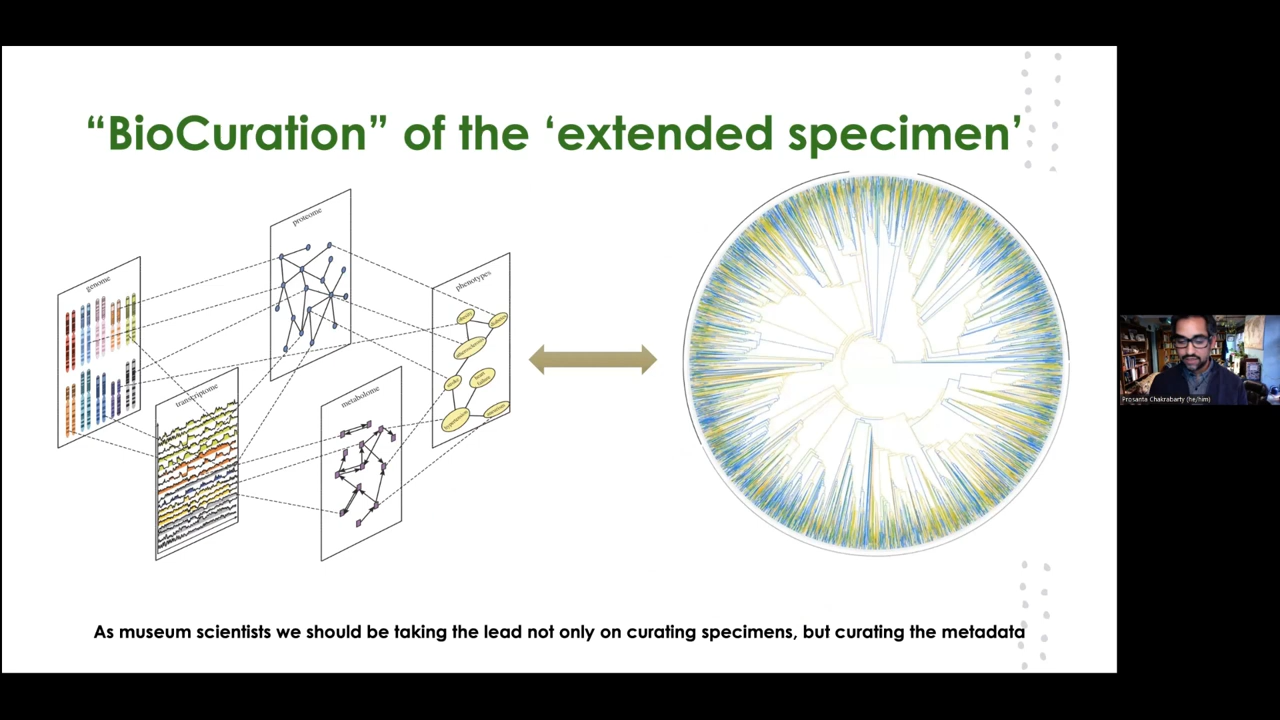 “BioCuration” of the ‘extended specimen’
proteome
genome
phenotypes
transcriptome
metabolome
As museum scientists we should be taking the lead not only on curating specimens, but curating the metadata
Prosanta Chakrabarty (he/him)